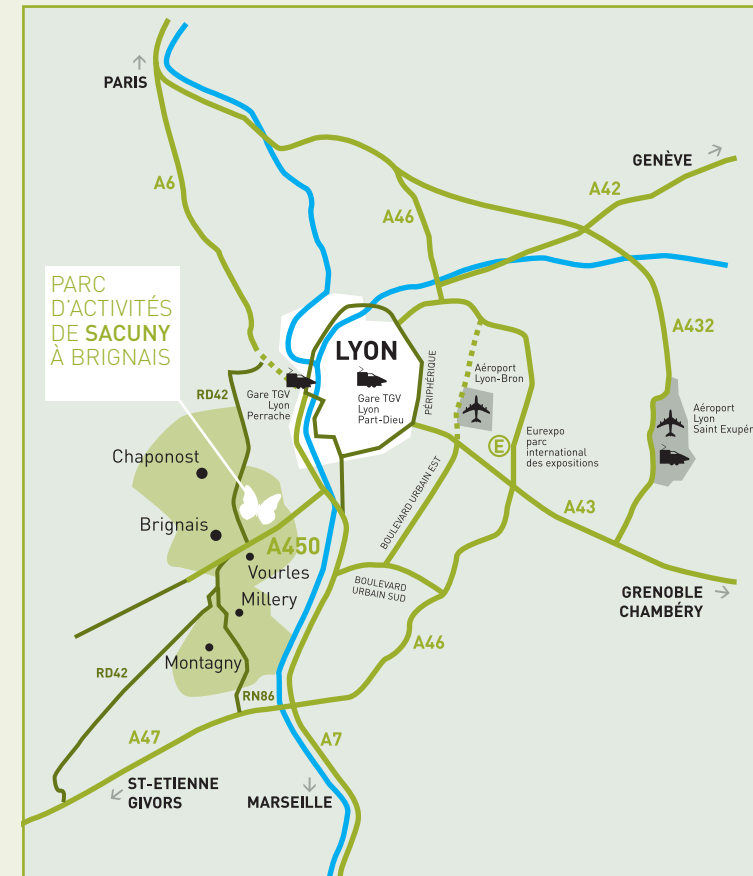 PARIS
GENÈVE
A6
A42
A46
PARC
D'ACTIVITÉS
DE SACUNY
À BRIGNAIS
A432
LYON
PÉRIPHÉRIQUE
Aéroport
Lyon-Bron
RD42
Gare TGV
Lyon
Perrache
Gare TGV
Lyon
Part-Dieu
Aéroport
Lyon
Saint Exupér
E
Eurexpo
parc
international
des expositions
Chaponost
BOULEVARD URBAIN EST
A43
Brignais
A450
Vourles
BOULEVARD
URBAIN SUD
Millery
GRENOBLE
CHAMBÉRY
A46
Montagny
RD42
RN86
A47
A7
ST-ETIENNE
GIVORS
MARSEILLE